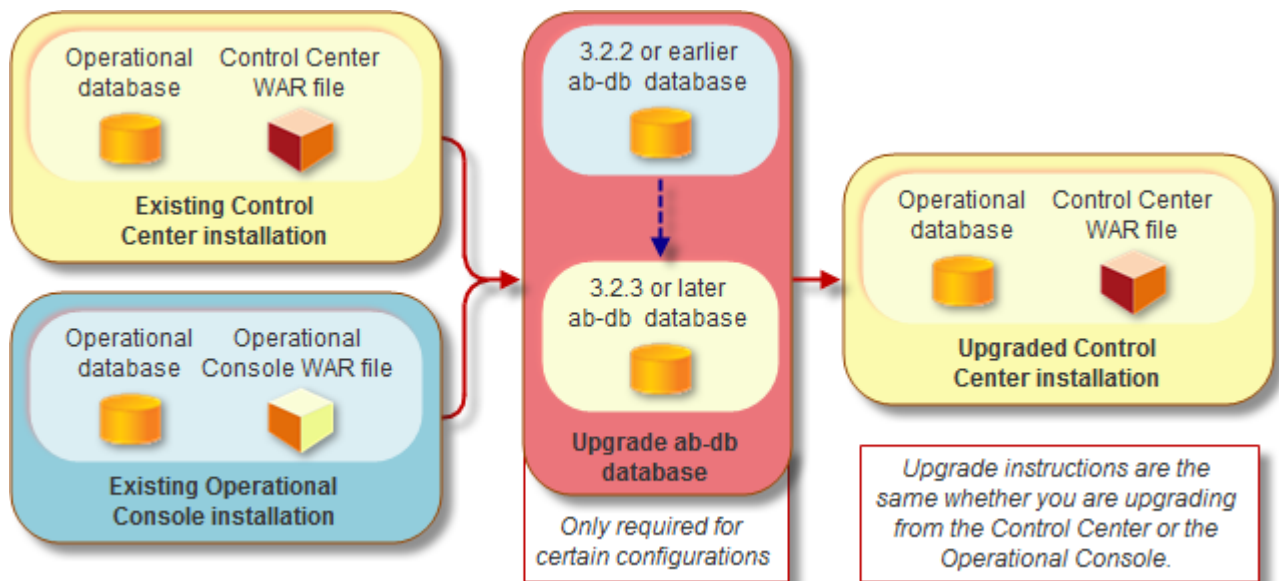 Operational
database
Control Center
WAR file
Existing Control
Center installation
Operational
database
Operational
Console WAR file
Existing Operational
Console installation
3.2.2 or earlier
ab-db database
3.2.3 or later
ab-db database
Upgrade ab-db
database
Only required for
certain configurations
Operational
database
Control Center
WAR file
Upgraded Control
Center installation
Upgrade instructions are the
same whether you are upgrading
from the Control Center or the
Operational Console.